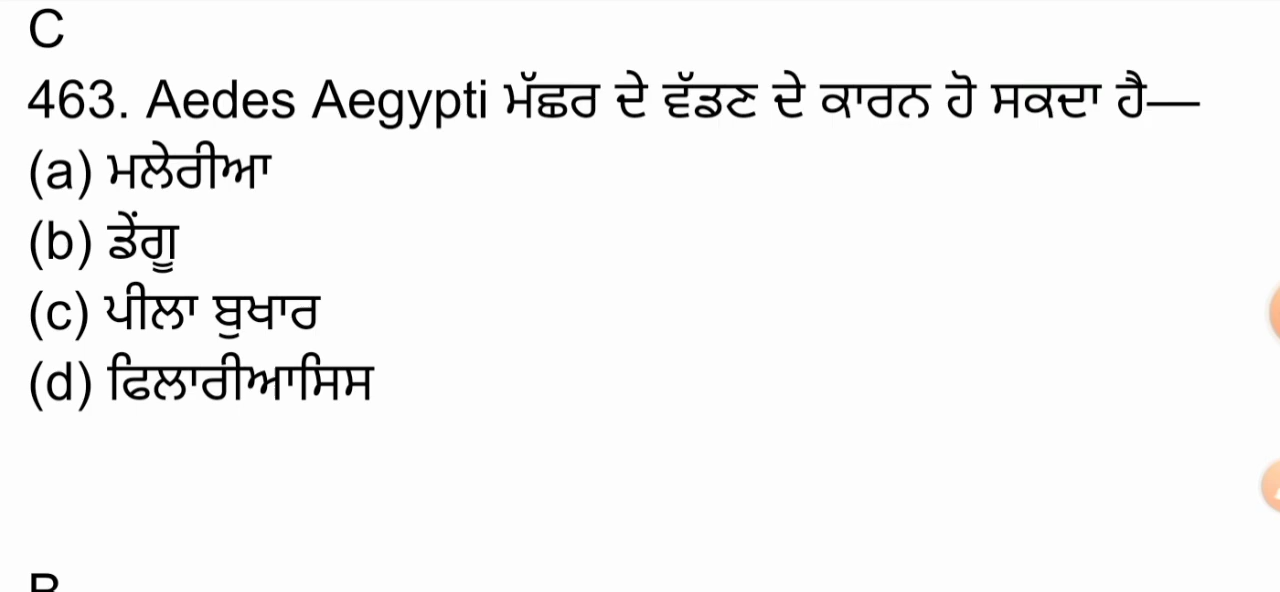 C
463. Aedes Aegypti ਮੱਛਰ ਦੇ ਵੱਡਣ ਦੇ ਕਾਰਨ ਹੋ ਸਕਦਾ ਹੈ—
(a) ਮਲੇਰੀਆ
(b) ਡੇਂਗੂ
(c) ਪੀਲਾ ਬੁਖਾਰ
(d) ਫਿਲਾਰੀਆਸਿਸ